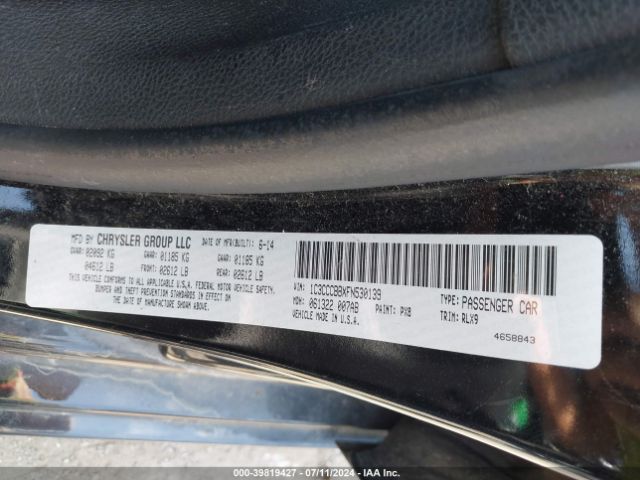 MFD BY CHRYSLER GROUP LLC DATE OF MFR(BUILT): 6-14
GVWR: 02092 KG GAWR: 01185 KG GAWR: 01185 KG
04612 LB FRONT: 02612 LB REAR: 02612 LB
THIS VEHICLE CONFORMS TO ALL APPLICABLE U.S.A. FEDERAL MOTOR VEHICLE SAFETY,
BUMPER AND THEFT PREVENTION STANDARDS IN EFFECT ON
THE DATE OF MANUFACTURE SHOWN ABOVE.
VIN: 1C3CCCBBXFN530139 TYPE: PASSENGER CAR
MDH: 061322 007AB PAINT: PX8 TRIM: RLX9
VEHICLE MADE IN U.S.A.
4658843
000-39819427 - 07/11/2024 - IAA Inc.